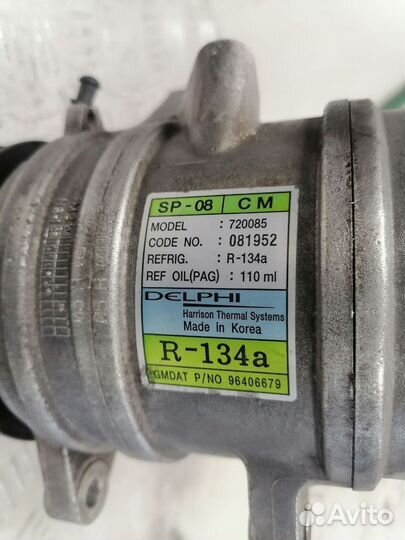 SP-08 CM
MODEL : 720085
CODE NO. : 081952
REFRIG. : R-134a
REF OIL(PAG) : 110 ml
DELPHI
Harrison Thermal Systems
Made in Korea
R-134a
GMDAT P/NO 96406679
Avito